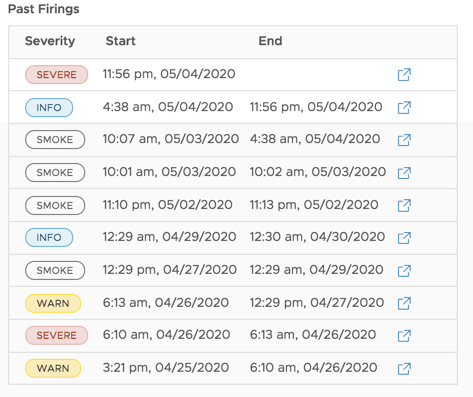 Past Firings
Severity Start End
SEVERE 11:56 pm, 05/04/2020
INFO 4:38 am, 05/04/2020 11:56 pm, 05/04/2020
SMOKE 10:07 am, 05/03/2020 4:38 am, 05/04/2020
SMOKE 10:01 am, 05/03/2020 10:02 am, 05/03/2020
SMOKE 11:10 pm, 05/02/2020 11:13 pm, 05/02/2020
INFO 12:29 am, 04/29/2020 12:30 am, 04/30/2020
SMOKE 12:29 pm, 04/27/2020 12:29 am, 04/29/2020
WARN 6:13 am, 04/26/2020 12:29 pm, 04/27/2020
SEVERE 6:10 am, 04/26/2020 6:13 am, 04/26/2020
WARN 3:21 pm, 04/25/2020 6:10 am, 04/26/2020